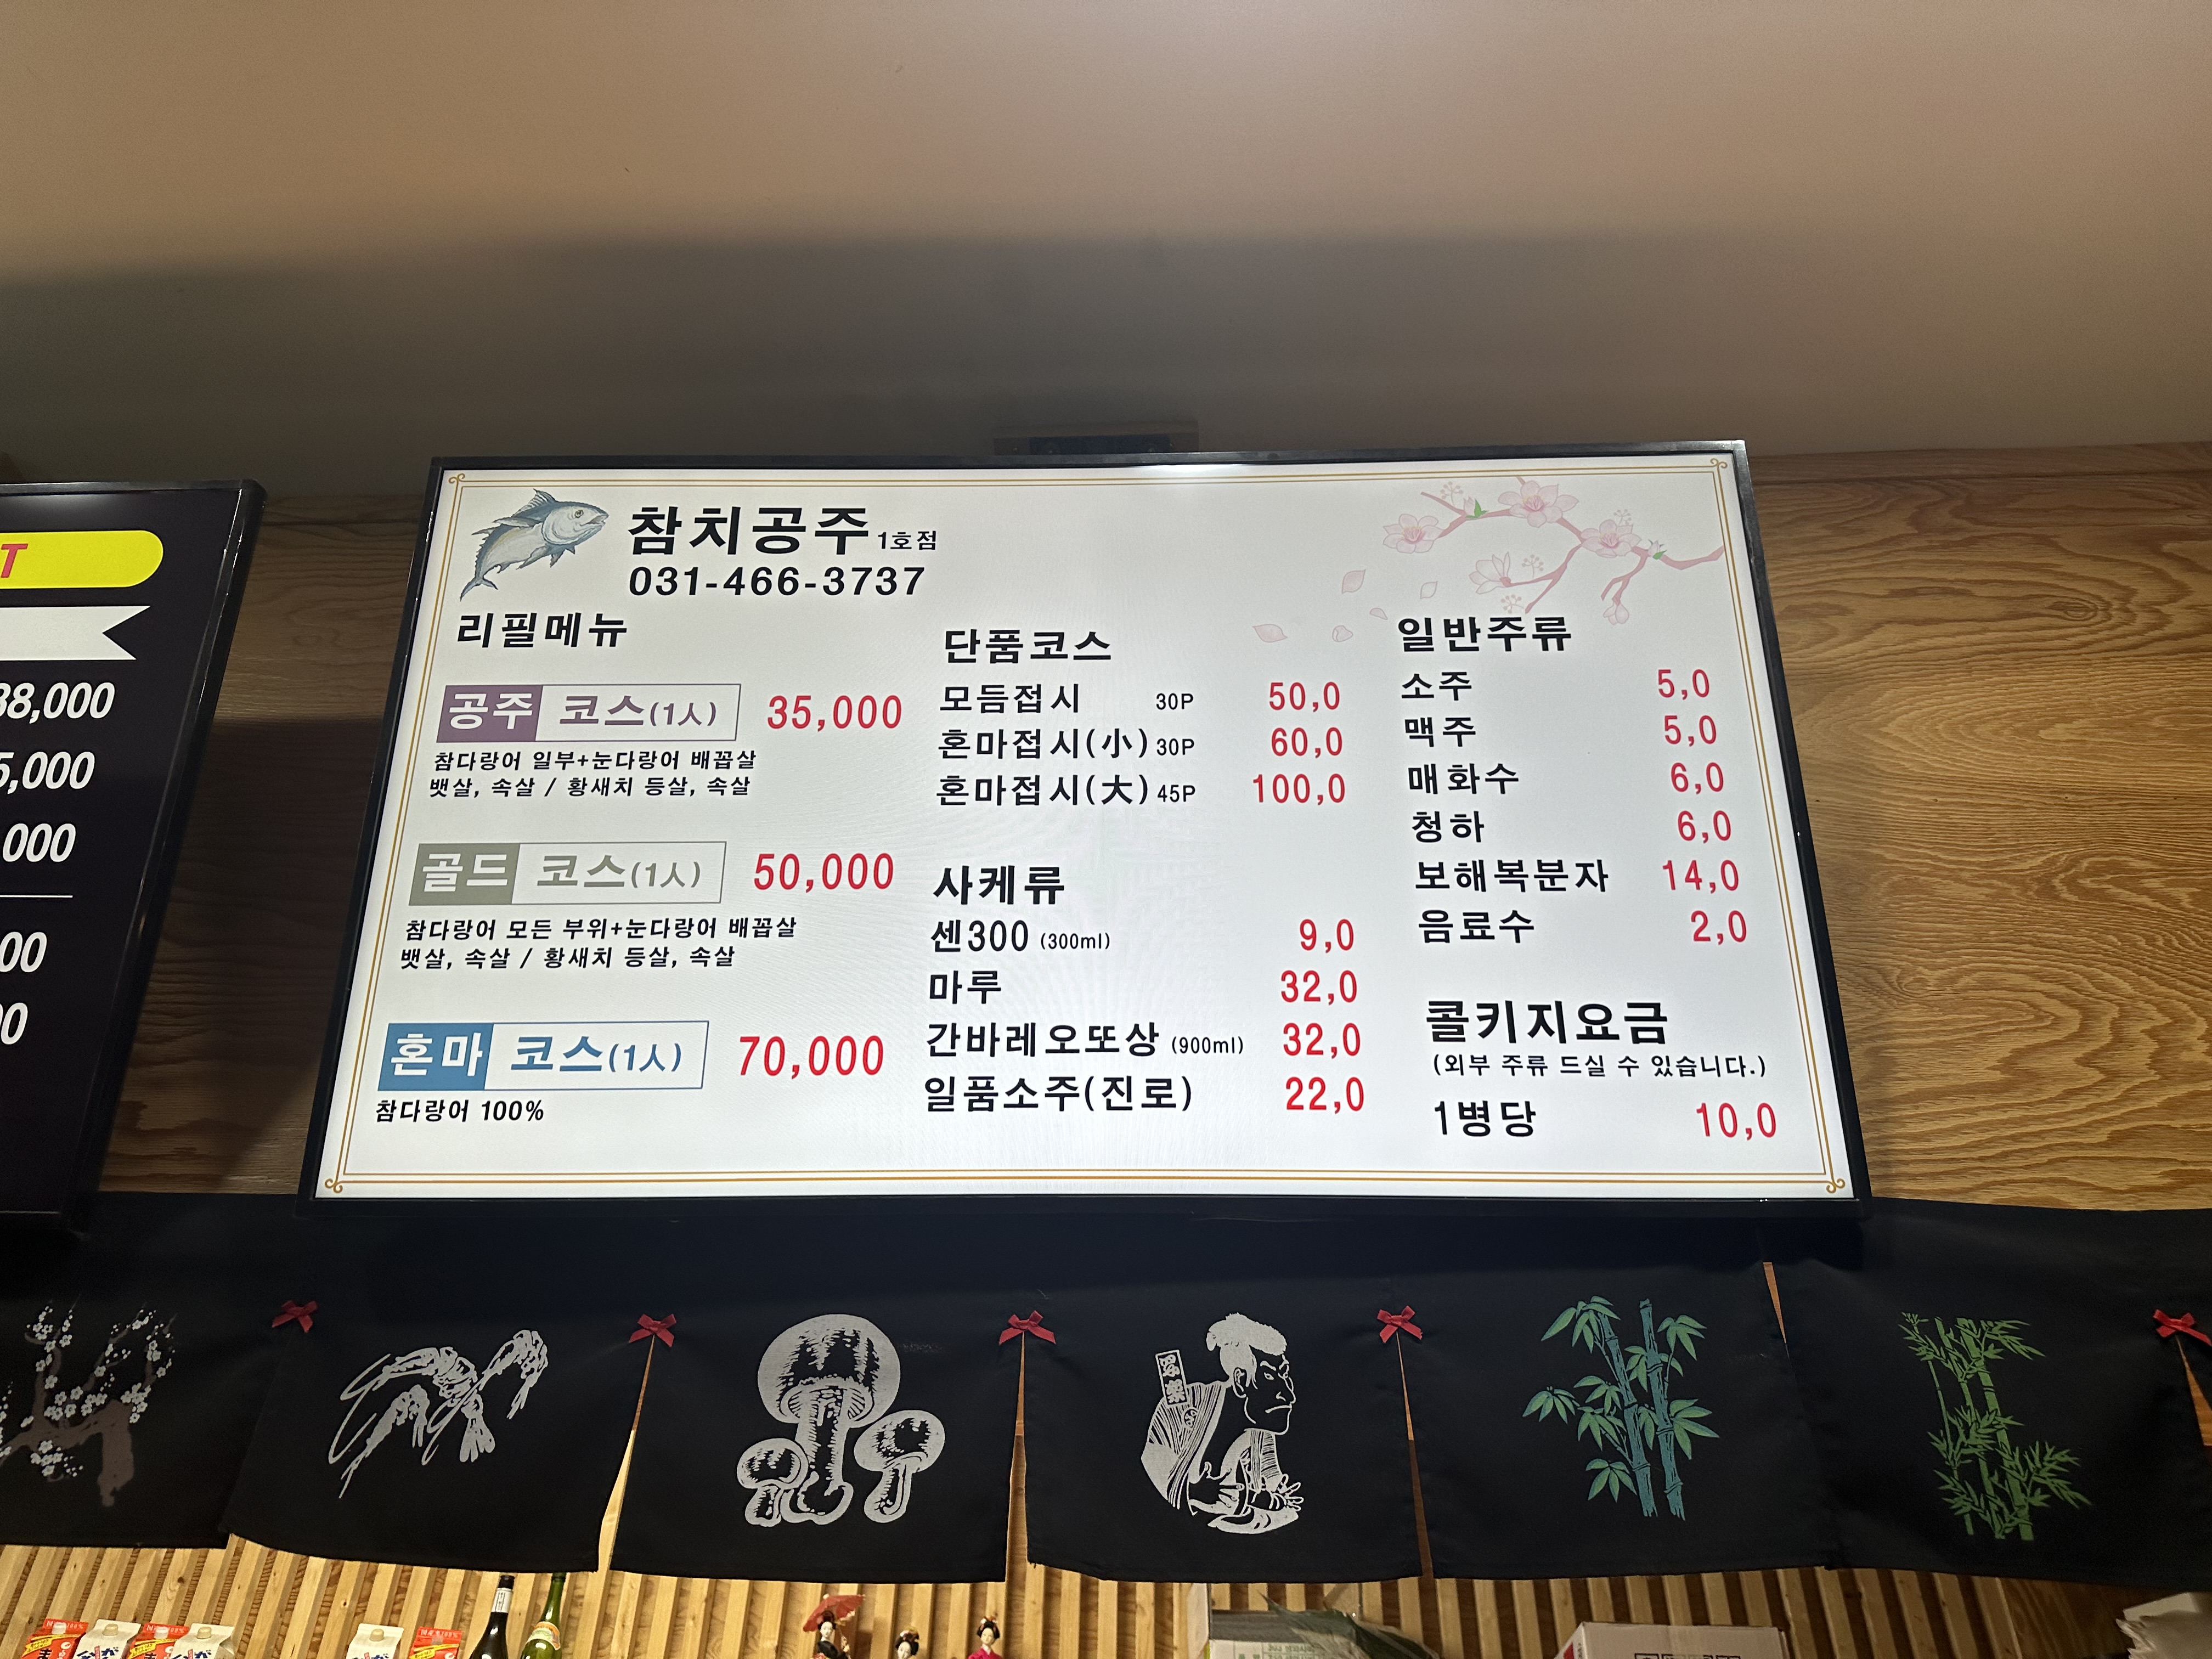 T
38,000
5,000
,000
00
00
참치공주 1호점
031-466-3737
리필메뉴
공주 코스(1人) 35,000
참다랑어 일부+눈다랑어 배꼽살
뱃살, 속살 / 황새치 등살, 속살
골드 코스(1人) 50,000
참다랑어 모든 부위+눈다랑어 배꼽살
뱃살, 속살 / 황새치 등살, 속살
혼마 코스(1人) 70,000
참다랑어 100%
단품코스
모듬접시 30P 50,0
혼마접시(小) 30P 60,0
혼마접시(大) 45P 100,0
사케류
센300 (300ml) 9,0
마루 32,0
간바레오또상 (900ml) 32,0
일품소주(진로) 22,0
일반주류
소주 5,0
맥주 5,0
매화수 6,0
청하 6,0
보해복분자 14,0
음료수 2,0
콜키지요금
(외부 주류 드실 수 있습니다.)
1병당 10,0